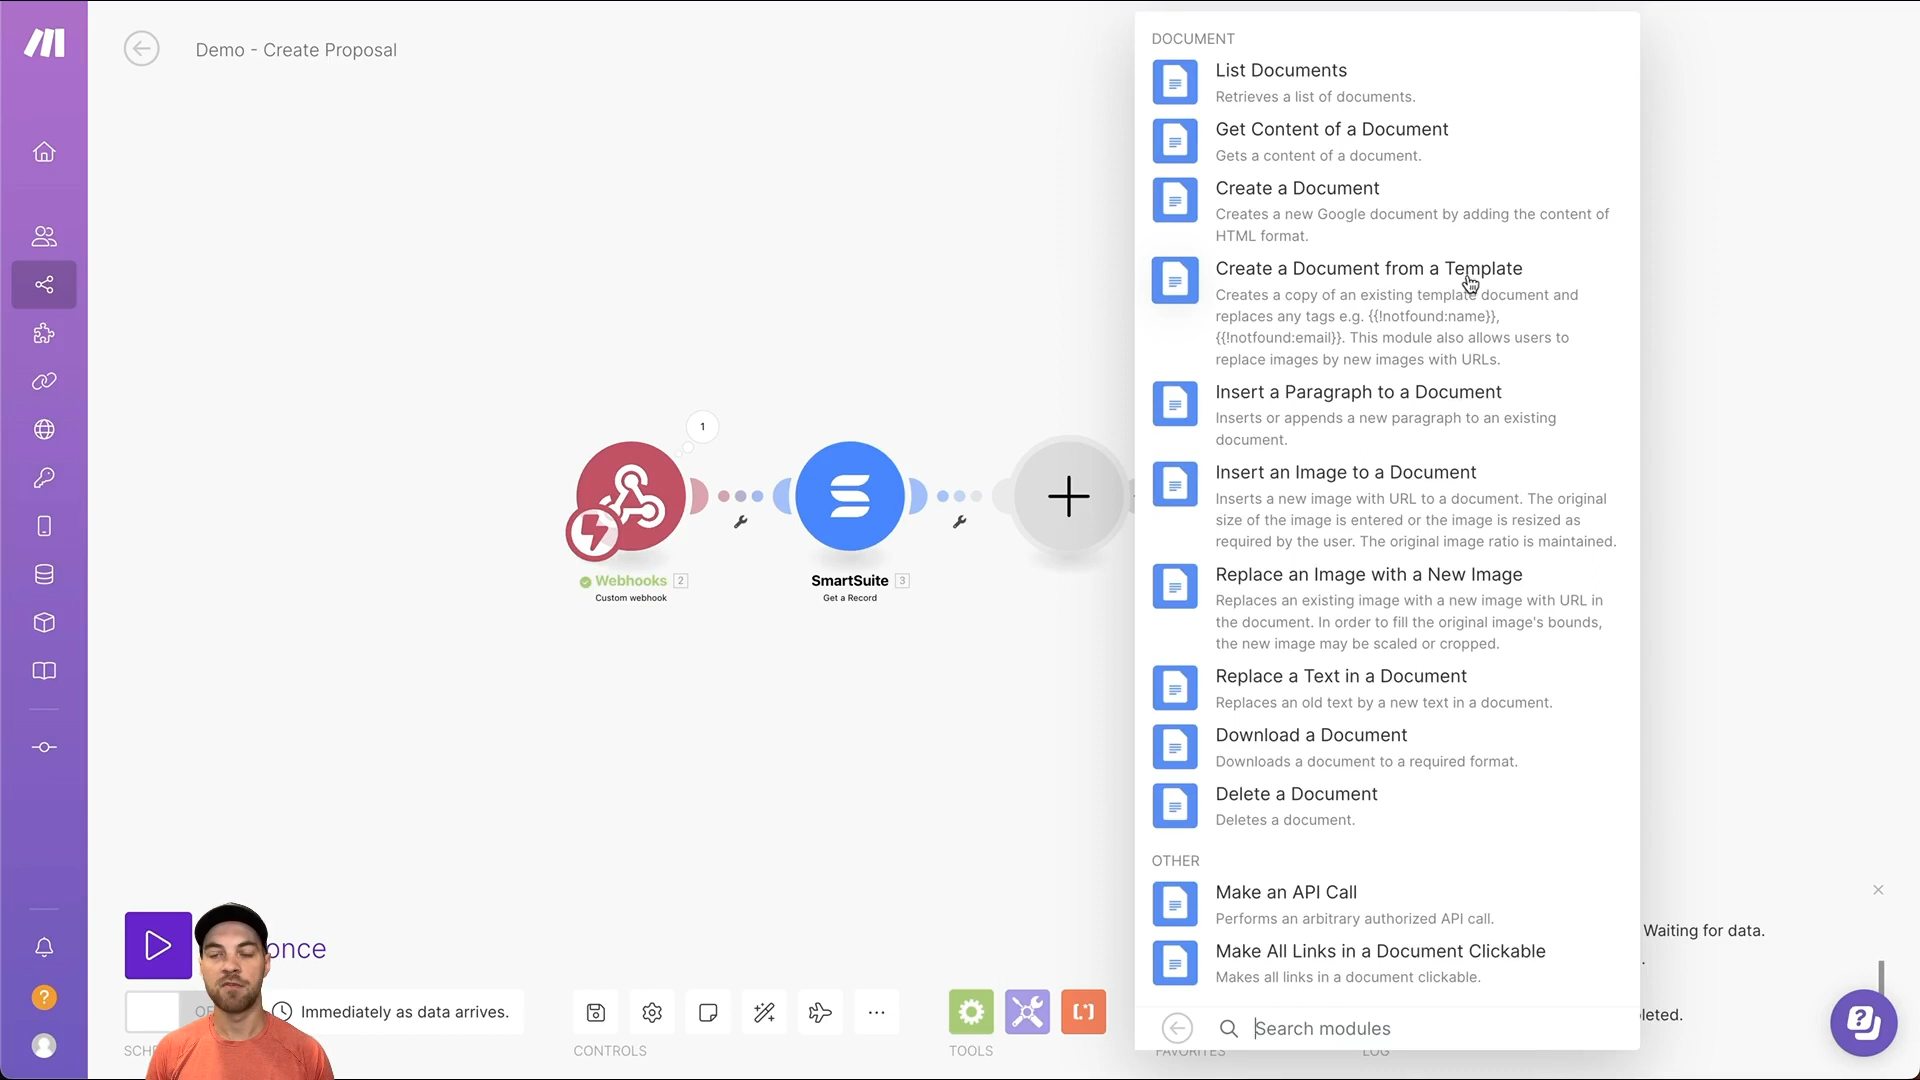 Demo - Create Proposal
DOCUMENT
List Documents
Retrieves a list of documents.
Get Content of a Document
Gets a content of a document.
Create a Document
Creates a new Google document by adding the content of
HTML format.
Create a Document from a Template
Creates a copy of an existing template document and
replaces any tags e.g. {{!notfound:name}},
{{!notfound:email}}. This module also allows users to
replace images by new images with URLs.
Insert a Paragraph to a Document
Inserts or appends a new paragraph to an existing
document.
Insert an Image to a Document
Inserts a new image with URL to a document. The original
size of the image is entered or the image is resized as
required by the user. The original image ratio is maintained.
Replace an Image with a New Image
Replaces an existing image with a new image with URL in
the document. In order to fill the original image's bounds,
the new image may be scaled or cropped.
Replace a Text in a Document
Replaces an old text by a new text in a document.
Download a Document
Downloads a document to a required format.
Delete a Document
Deletes a document.
OTHER
Make an API Call
Performs an arbitrary authorized API call.
Make All Links in a Document Clickable
Makes all links in a document clickable.
Search modules
1
Webhooks 2
Custom webhook
SmartSuite 3
Get a Record
once
Immediately as data arrives.
CONTROLS
TOOLS
FAVORITES
LOG
Waiting for data.
?